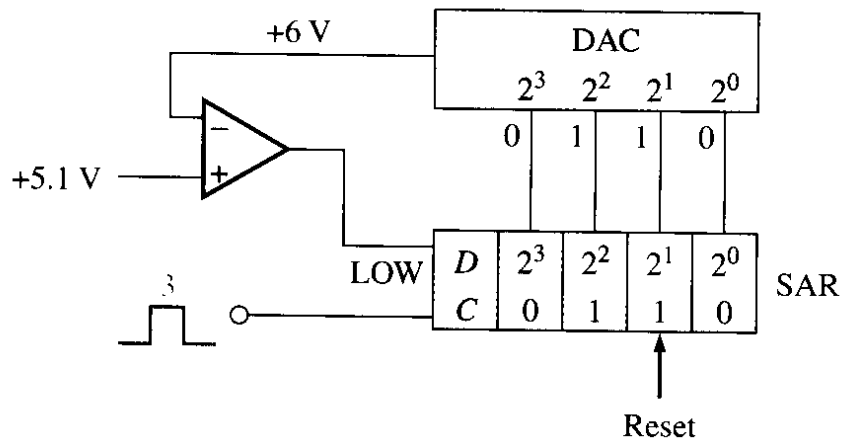 +6 V
DAC
2³ 2² 2¹ 2⁰
0 1 1 0
−
+5.1 V
+
LOW
D 2³ 2² 2¹ 2⁰
SAR
3
C 0 1 1 0
Reset